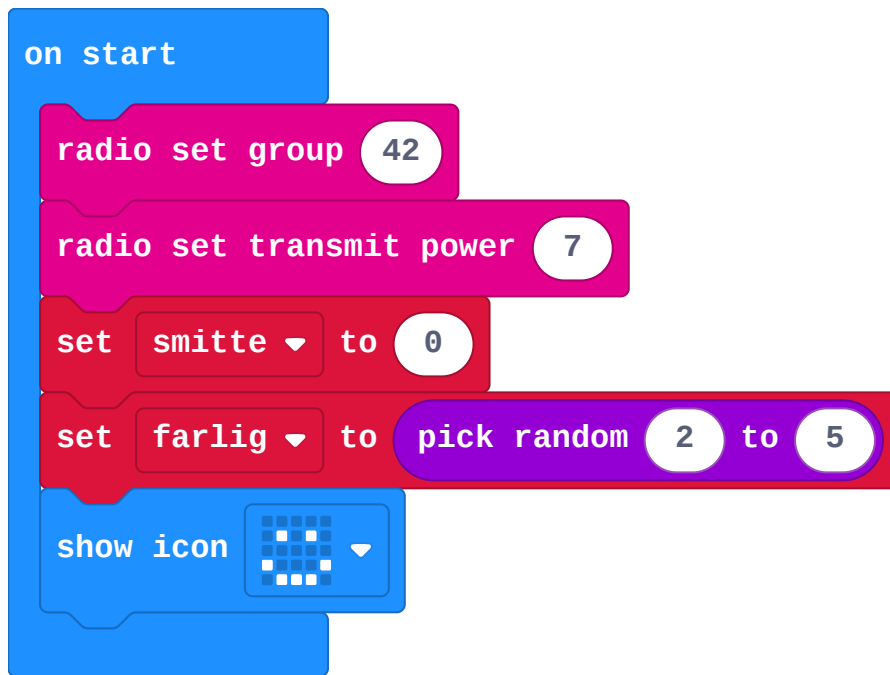 on start
radio set group 42
radio set transmit power 7
set smitte to 0
set farlig to pick random 2 to 5
show icon